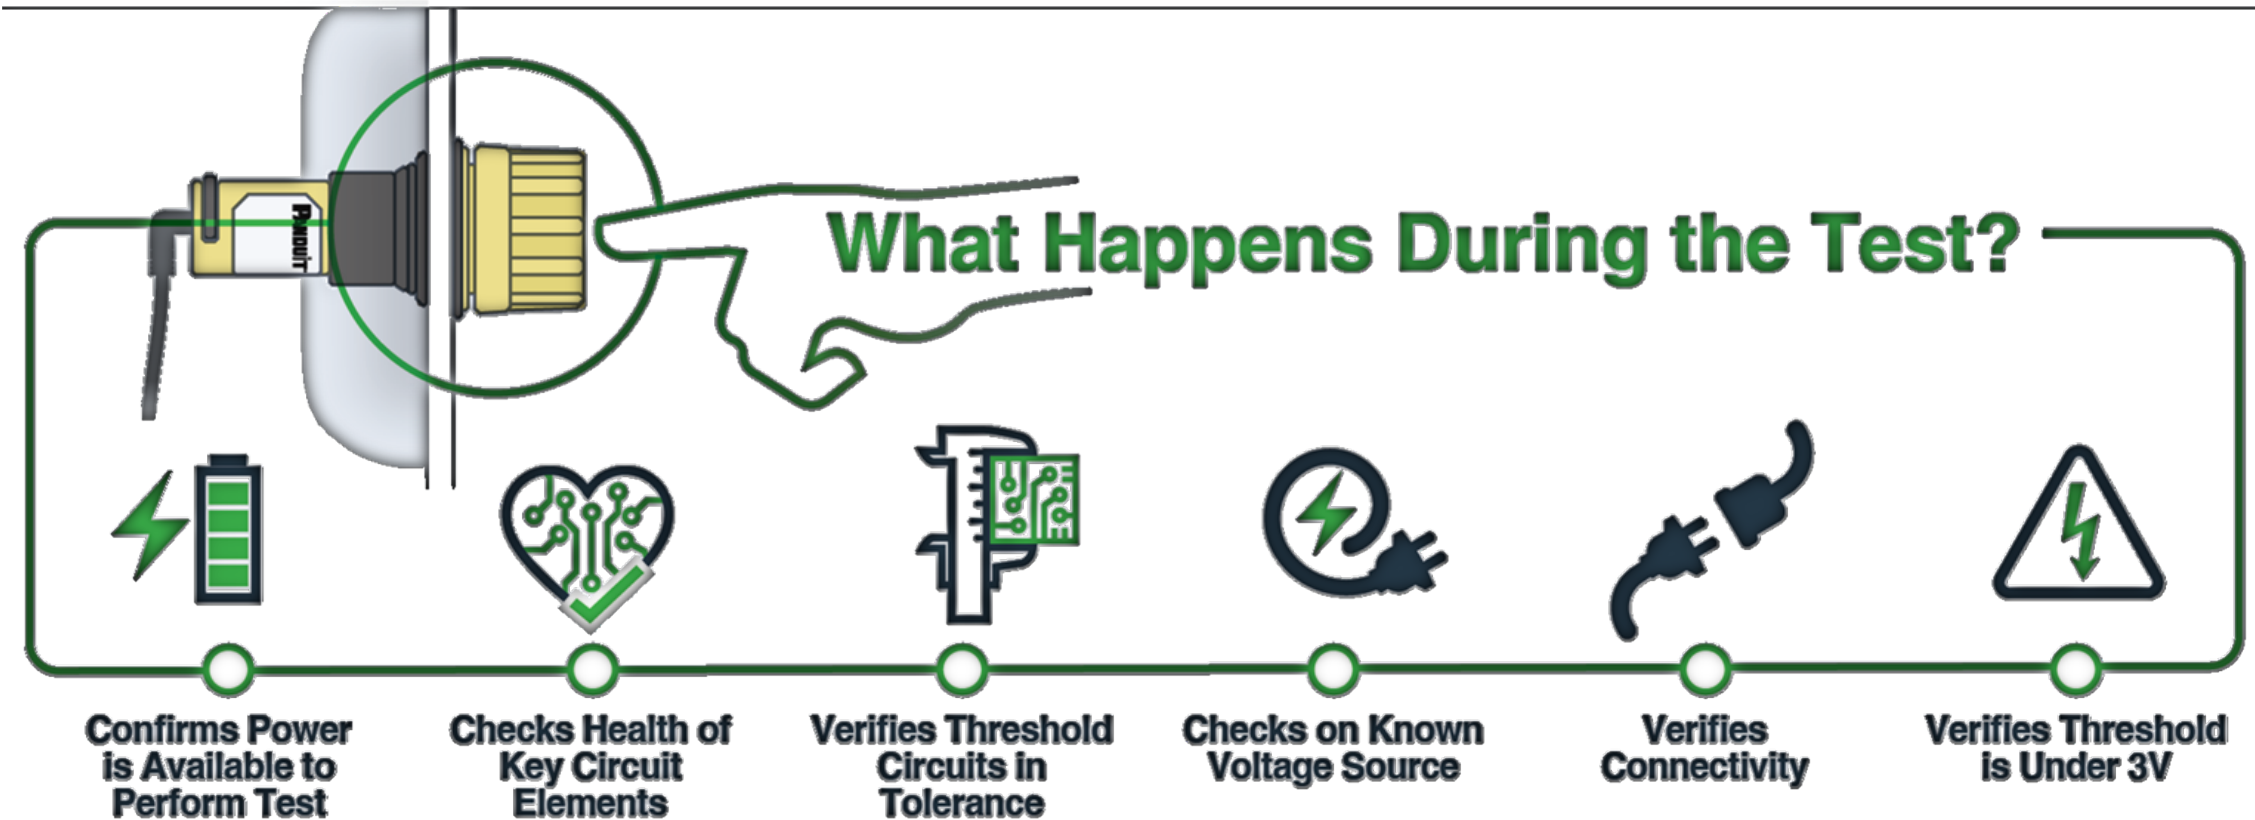 PANDUIT
What Happens During the Test?
Confirms Power
is Available to
Perform Test
Checks Health of
Key Circuit
Elements
Verifies Threshold
Circuits in
Tolerance
Checks on Known
Voltage Source
Verifies
Connectivity
Verifies Threshold
is Under 3V